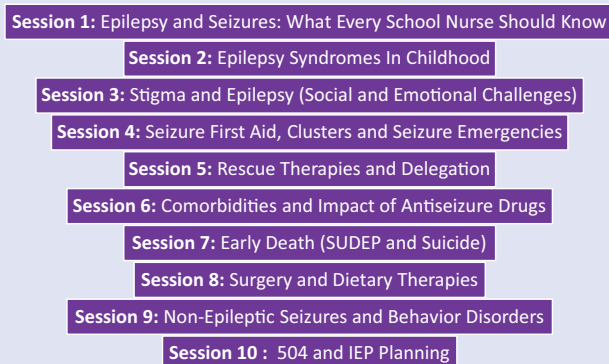 Session 1: Epilepsy and Seizures: What Every School Nurse Should Know
Session 2: Epilepsy Syndromes In Childhood
Session 3: Stigma and Epilepsy (Social and Emotional Challenges)
Session 4: Seizure First Aid, Clusters and Seizure Emergencies
Session 5: Rescue Therapies and Delegation
Session 6: Comorbidities and Impact of Antiseizure Drugs
Session 7: Early Death (SUDEP and Suicide)
Session 8: Surgery and Dietary Therapies
Session 9: Non-Epileptic Seizures and Behavior Disorders
Session 10 : 504 and IEP Planning